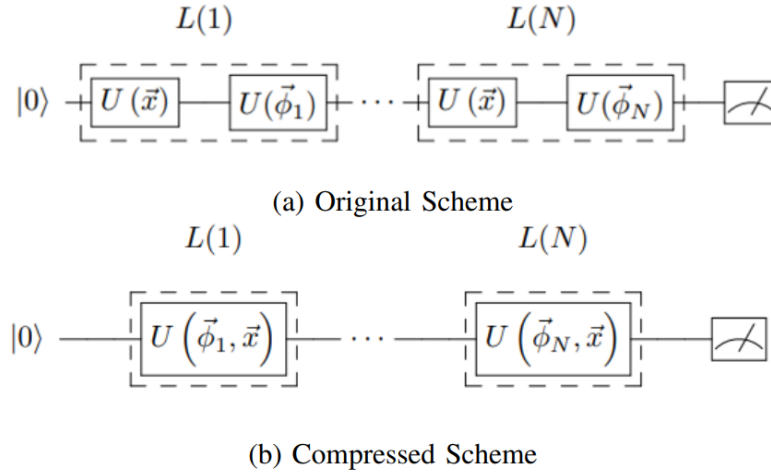 L(1) L(N)
|0⟩ U (x⃗) U(ϕ⃗₁) ··· U (x⃗) U(ϕ⃗_N)
(a) Original Scheme
L(1) L(N)
|0⟩ U (ϕ⃗₁, x⃗) ··· U (ϕ⃗_N, x⃗)
(b) Compressed Scheme